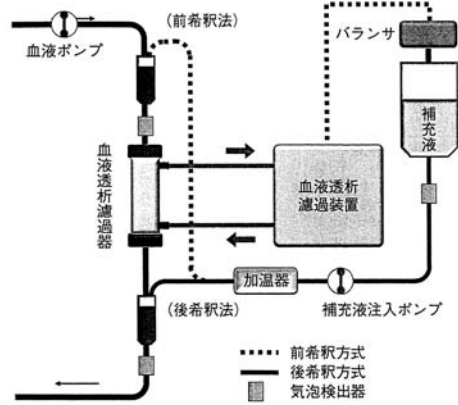 (前希釈法)
血液ポンプ
バランサ
補充液
血液透析濾過器
血液透析
濾過装置
加温器
(後希釈法)
補充液注入ポンプ
前希釈方式
後希釈方式
気泡検出器